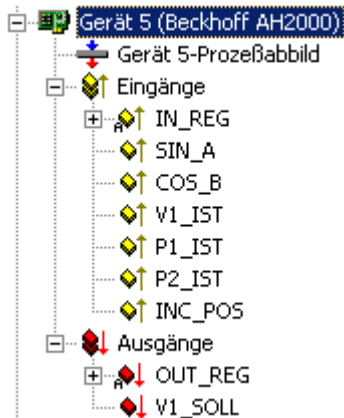 Gerät 5 (Beckhoff AH2000)
Gerät 5-Prozeßabbild
Eingänge
IN_REG
SIN_A
COS_B
V1_IST
P1_IST
P2_IST
INC_POS
Ausgänge
OUT_REG
V1_SOLL